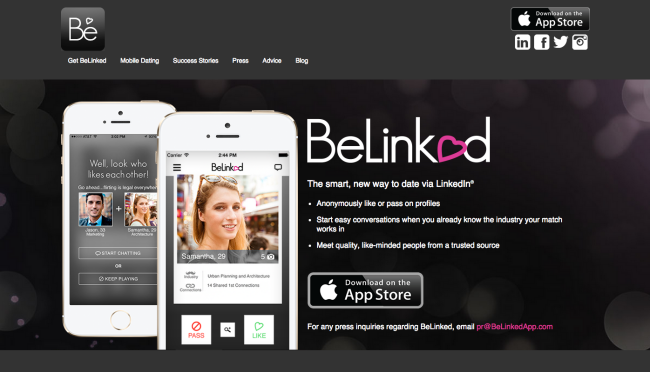 Be
Download on the
App Store
in f
Get BeLinked Mobile Dating Success Stories Press Advice Blog
AT&T 2:02 PM
Well, look who
likes each other!
Go ahead...flirting is legal everywhere
+
Jason, 33
Marketing
Samantha, 29
Architecture
START CHATTING
OR
KEEP PLAYING
Carrier 2:44 PM
BeLinked
Samantha, 29 5
Industry Urban Planning and Architecture
Connections 14 Shared 1st Connections
PASS LIKE
BeLinked
The smart, new way to date via LinkedIn®
• Anonymously like or pass on profiles
• Start easy conversations when you already know the industry your match
works in
• Meet quality, like-minded people from a trusted source
Download on the
App Store
For any press inquiries regarding BeLinked, email pr@BeLinkedApp.com